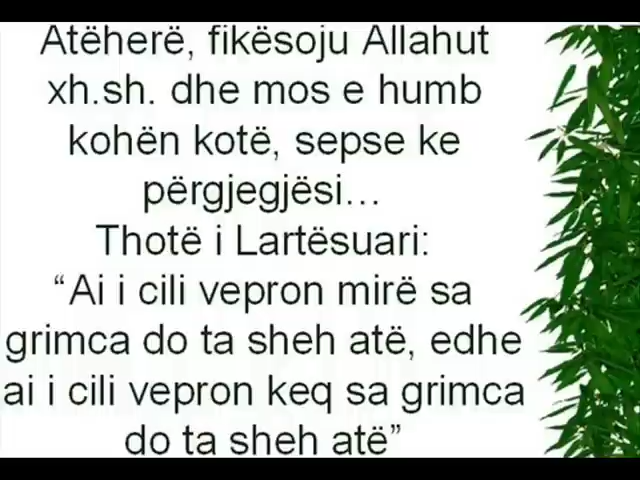 Atëherë, fikësoju Allahut
xh.sh. dhe mos e humb
kohën kotë, sepse ke
përgjegjësi...
Thotë i Lartësuari:
“Ai i cili vepron mirë sa
grimca do ta sheh atë, edhe
ai i cili vepron keq sa grimca
do ta sheh atë”